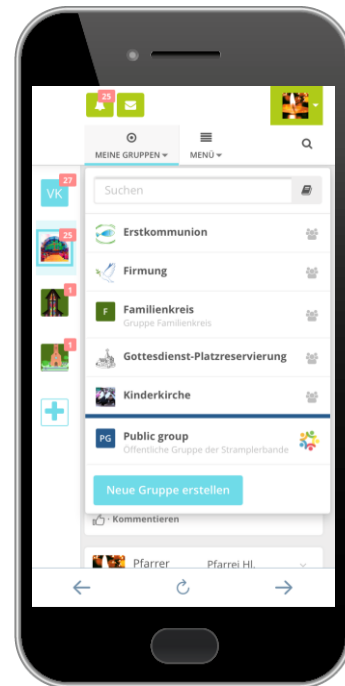 25
MEINE GRUPPEN
MENÜ
VK
27
25
1
1
Suchen
Erstkommunion
Firmung
F
Familienkreis
Gruppe Familienkreis
Gottesdienst-Platzreservierung
Kinderkirche
PG
Public group
Öffentliche Gruppe der Stramplerbande
Neue Gruppe erstellen
· Kommentieren
Pfarrer Pfarrei Hl.